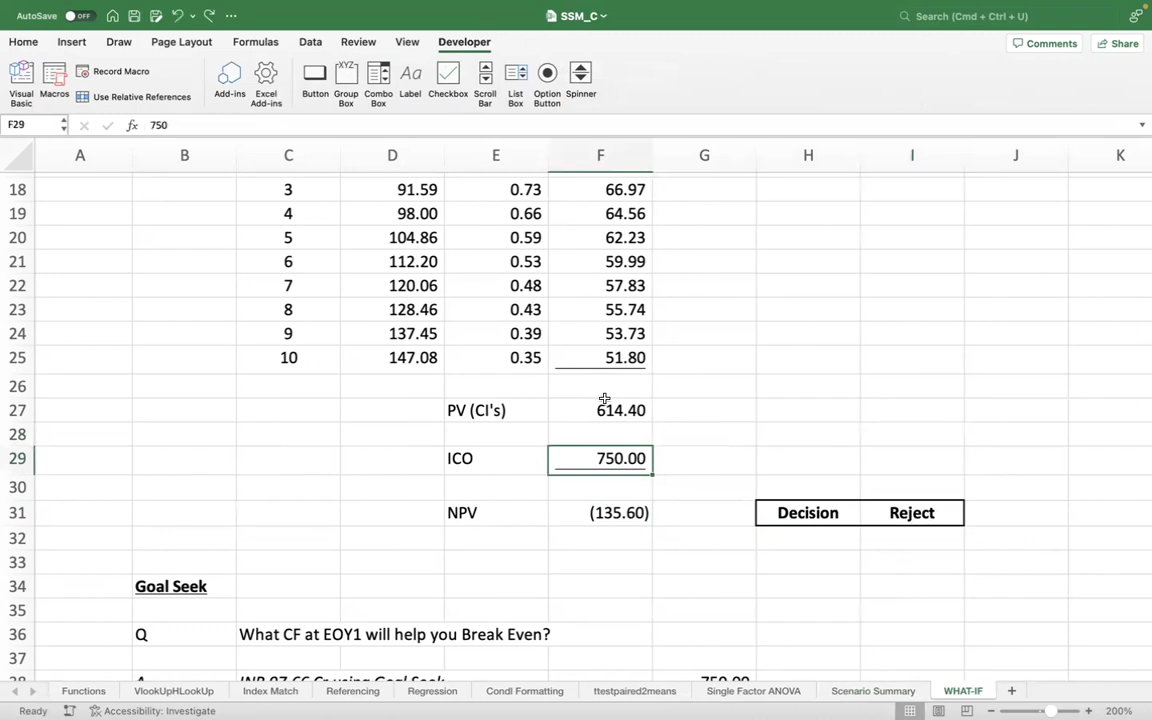 AutoSave OFF SSM_C Search (Cmd + Ctrl + U)
Home Insert Draw Page Layout Formulas Data Review View Developer Comments Share
Visual Basic Macros Record Macro Use Relative References Add-ins Excel Add-ins Button Group Box Combo Box Label Checkbox Scroll Bar List Box Option Button Spinner
F29 fx 750
A B C D E F G H I J K
18 3 91.59 0.73 66.97
19 4 98.00 0.66 64.56
20 5 104.86 0.59 62.23
21 6 112.20 0.53 59.99
22 7 120.06 0.48 57.83
23 8 128.46 0.43 55.74
24 9 137.45 0.39 53.73
25 10 147.08 0.35 51.80
26
27 PV (CI's) 614.40
28
29 ICO 750.00
30
31 NPV (135.60) Decision Reject
32
33
34 Goal Seek
35
36 Q What CF at EOY1 will help you Break Even?
37
Functions VlookUpHLookUp Index Match Referencing Regression Condl Formatting ttestpaired2means Single Factor ANOVA Scenario Summary WHAT-IF
Ready Accessibility: Investigate 200%